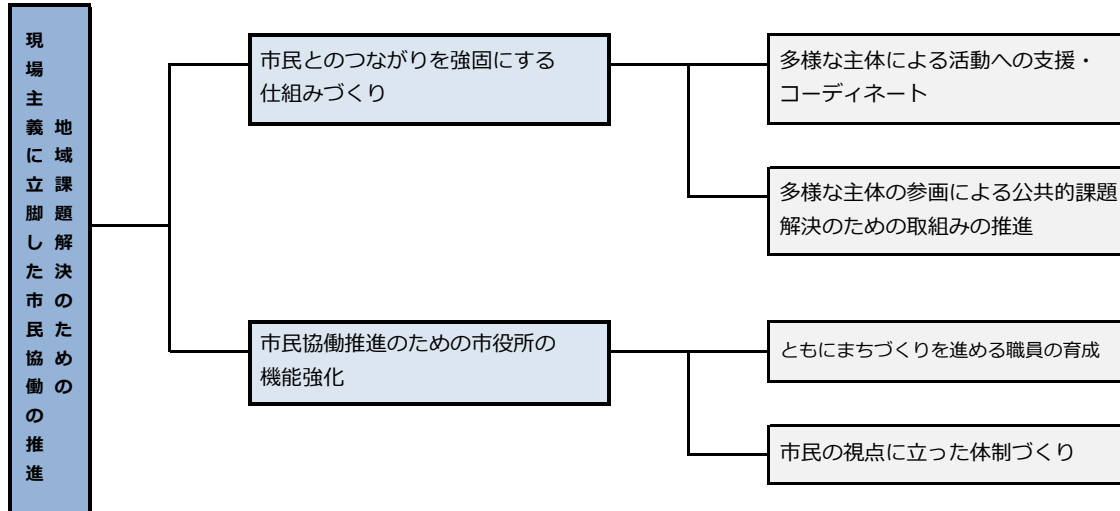 地域課題解決のための
現場主義に立脚した市民協働の推進
市民とのつながりを強固にする
仕組みづくり
多様な主体による活動への支援・
コーディネート
多様な主体の参画による公共的課題
解決のための取組みの推進
市民協働推進のための市役所の
機能強化
ともにまちづくりを進める職員の育成
市民の視点に立った体制づくり